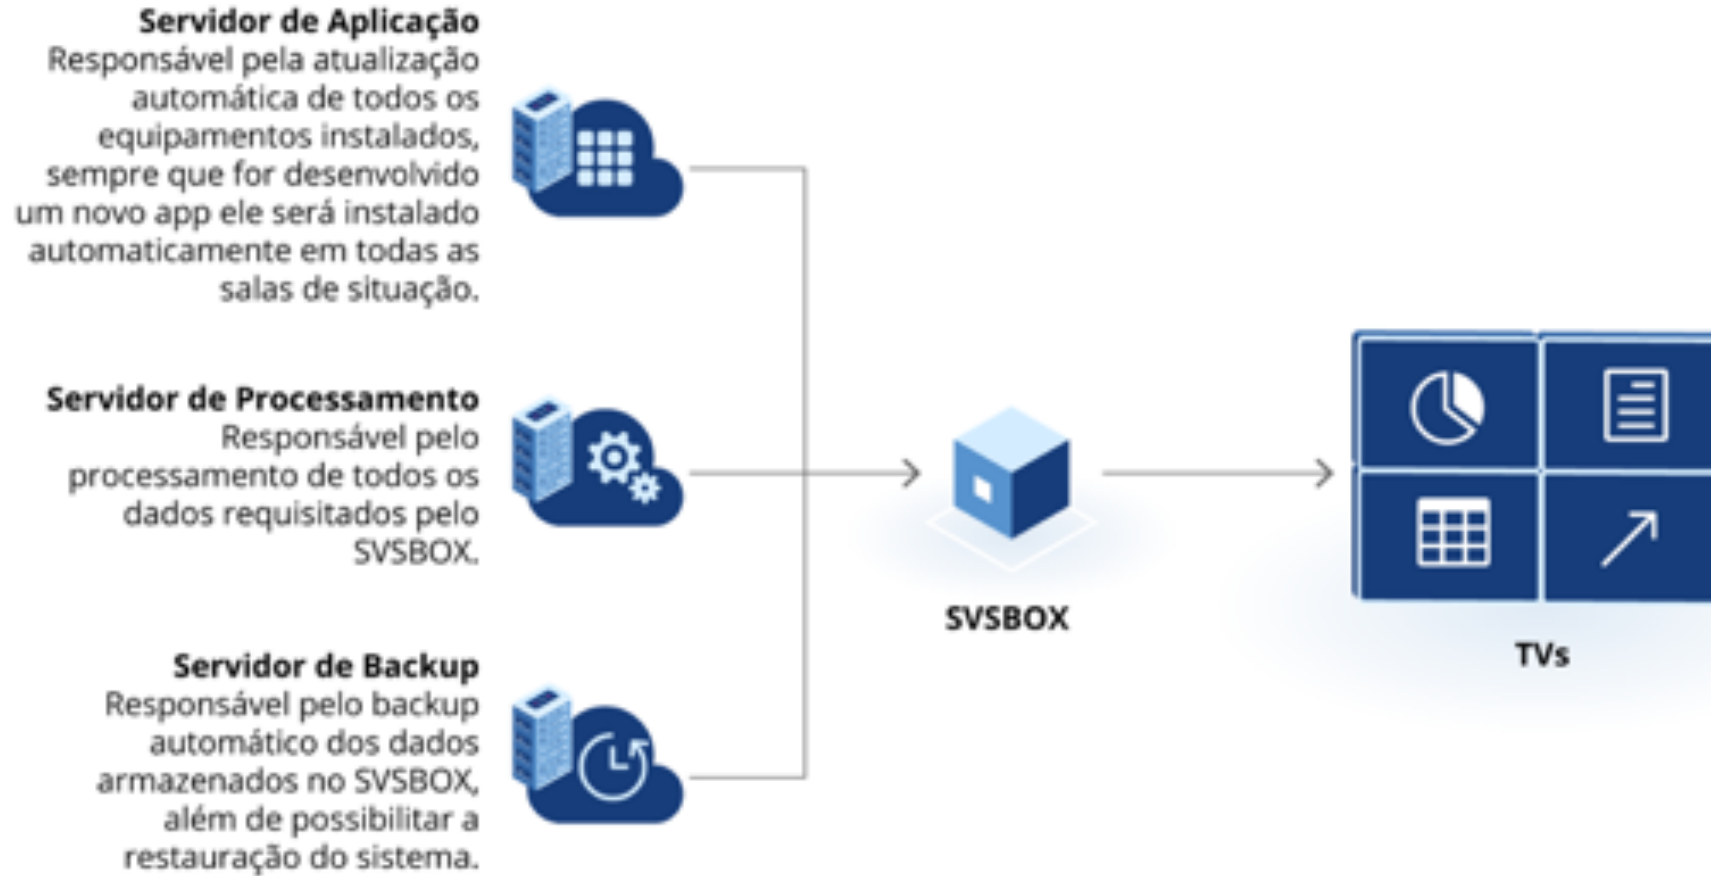 Servidor de Aplicação
Responsável pela atualização
automática de todos os
equipamentos instalados,
sempre que for desenvolvido
um novo app ele será instalado
automaticamente em todas as
salas de situação.
Servidor de Processamento
Responsável pelo
processamento de todos os
dados requisitados pelo
SVSBOX.
Servidor de Backup
Responsável pelo backup
automático dos dados
armazenados no SVSBOX,
além de possibilitar a
restauração do sistema.
SVSBOX
TVs